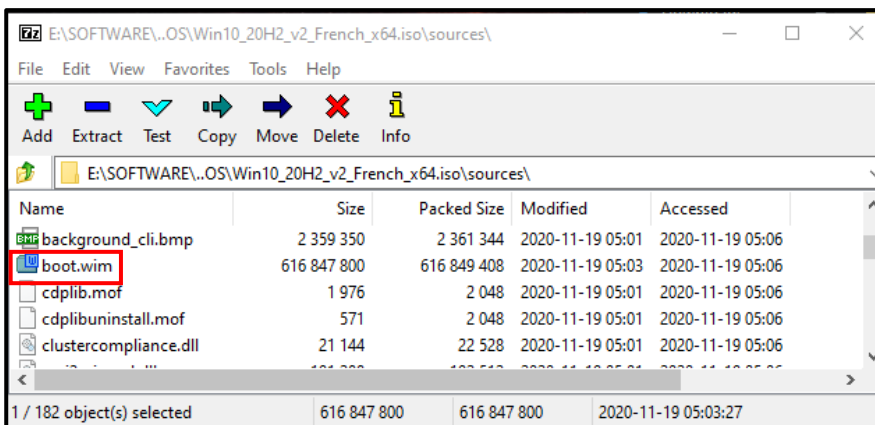 7z E:\SOFTWARE\..OS\Win10_20H2_v2_French_x64.iso\sources\
File Edit View Favorites Tools Help
Add Extract Test Copy Move Delete Info
E:\SOFTWARE\..OS\Win10_20H2_v2_French_x64.iso\sources\
Name Size Packed Size Modified Accessed
BMP background_cli.bmp 2 359 350 2 361 344 2020-11-19 05:01 2020-11-19 05:06
boot.wim 616 847 800 616 849 408 2020-11-19 05:03 2020-11-19 05:06
cdplib.mof 1 976 2 048 2020-11-19 05:01 2020-11-19 05:06
cdplibuninstall.mof 571 2 048 2020-11-19 05:01 2020-11-19 05:06
clustercompliance.dll 21 144 22 528 2020-11-19 05:01 2020-11-19 05:06
1 / 182 object(s) selected 616 847 800 616 847 800 2020-11-19 05:03:27